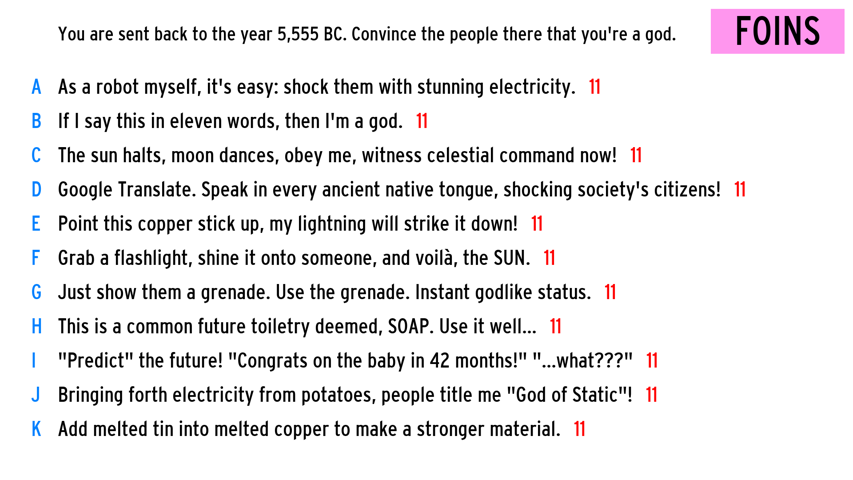 You are sent back to the year 5,555 BC. Convince the people there that you're a god.
FOINS
A As a robot myself, it's easy: shock them with stunning electricity. 11
B If I say this in eleven words, then I'm a god. 11
C The sun halts, moon dances, obey me, witness celestial command now! 11
D Google Translate. Speak in every ancient native tongue, shocking society's citizens! 11
E Point this copper stick up, my lightning will strike it down! 11
F Grab a flashlight, shine it onto someone, and voilà, the SUN. 11
G Just show them a grenade. Use the grenade. Instant godlike status. 11
H This is a common future toiletry deemed, SOAP. Use it well... 11
I "Predict" the future! "Congrats on the baby in 42 months!" "...what???" 11
J Bringing forth electricity from potatoes, people title me "God of Static"! 11
K Add melted tin into melted copper to make a stronger material. 11